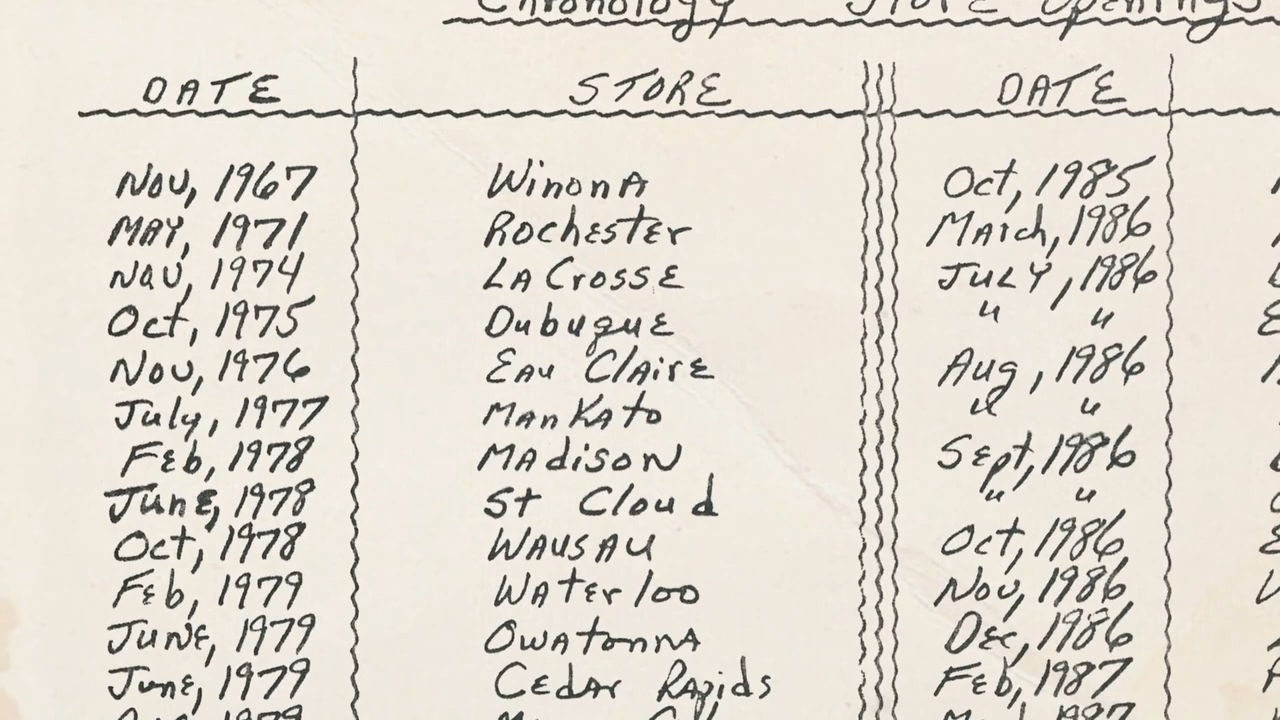 Chronology Store Openings
DATE STORE DATE
Nov, 1967 Winona Oct, 1985
MAY, 1971 Rochester March, 1986
Nov, 1974 LA Crosse JULY, 1986
Oct, 1975 Dubuque " "
Nov, 1976 Eau Claire Aug, 1986
July, 1977 Mankato " "
Feb, 1978 Madison Sept, 1986
June, 1978 St Cloud " "
Oct, 1978 Wausau Oct, 1986
Feb, 1979 Waterloo Nov, 1986
June, 1979 Owatonna Dec, 1986
June, 1979 Cedar Rapids Feb, 1987